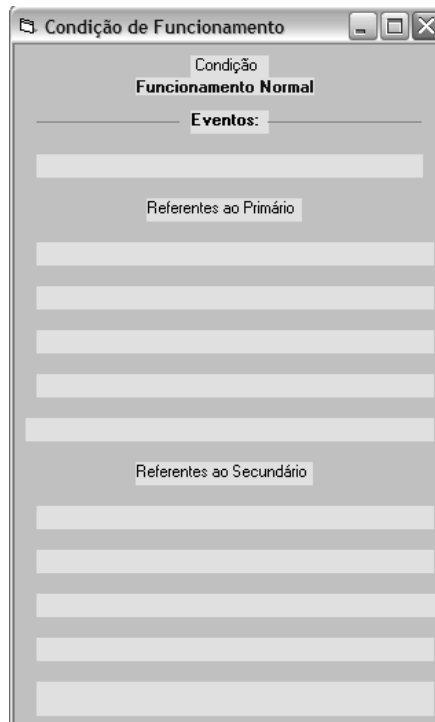 Condição de Funcionamento
Condição
Funcionamento Normal
Eventos:
Referentes ao Primário
Referentes ao Secundário